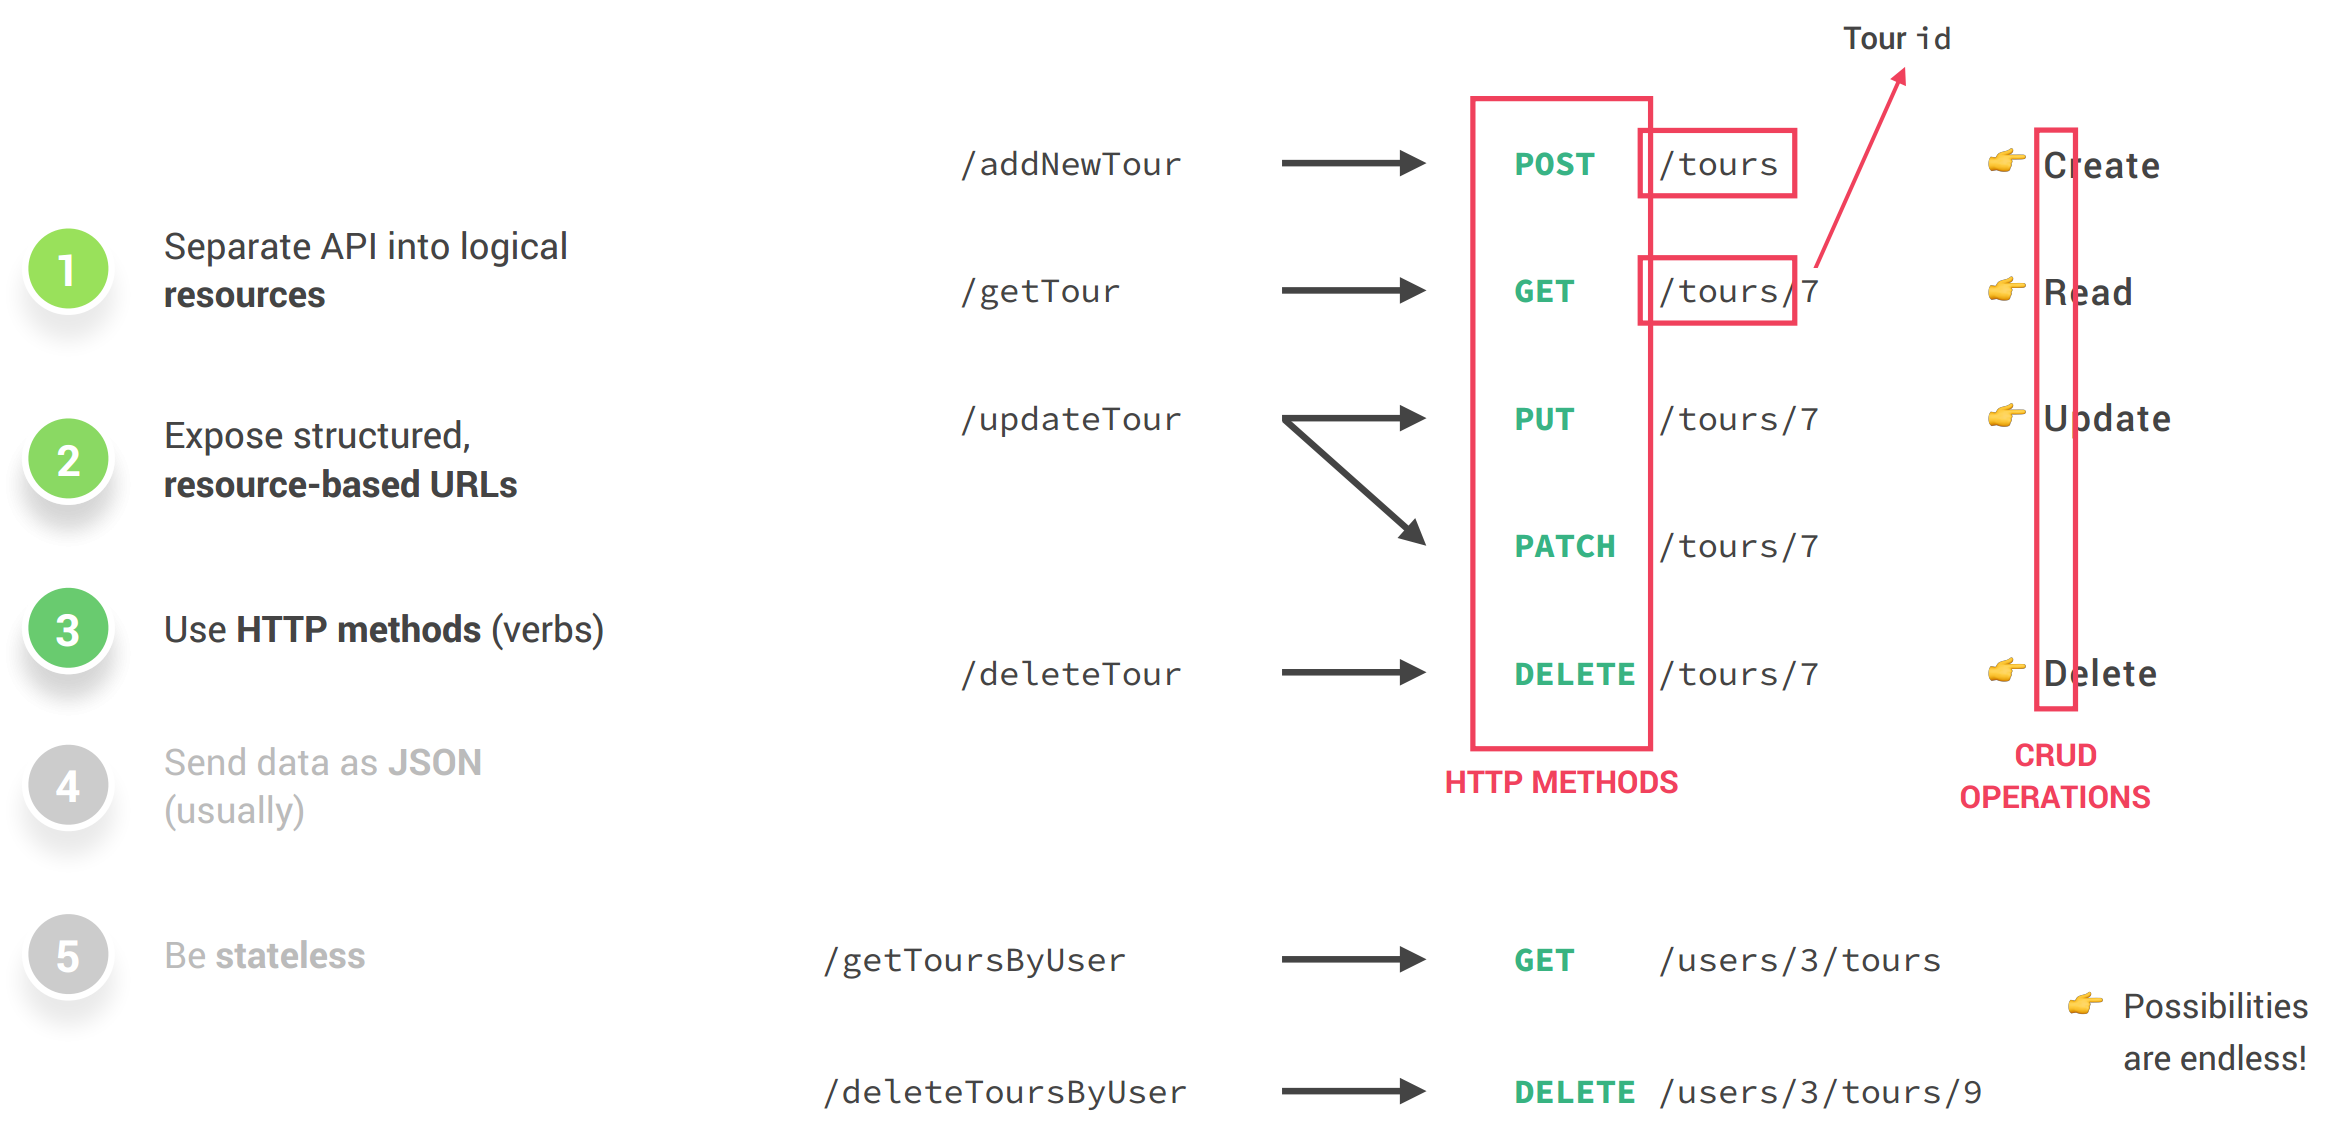 Tour id
/addNewTour POST /tours Create
1 Separate API into logical
resources
/getTour GET /tours/7 Read
/updateTour PUT /tours/7 Update
2 Expose structured,
resource-based URLs
PATCH /tours/7
3 Use HTTP methods (verbs)
/deleteTour DELETE /tours/7 Delete
HTTP METHODS
CRUD
OPERATIONS
4 Send data as JSON
(usually)
5 Be stateless
/getToursByUser GET /users/3/tours
/deleteToursByUser DELETE /users/3/tours/9
Possibilities
are endless!